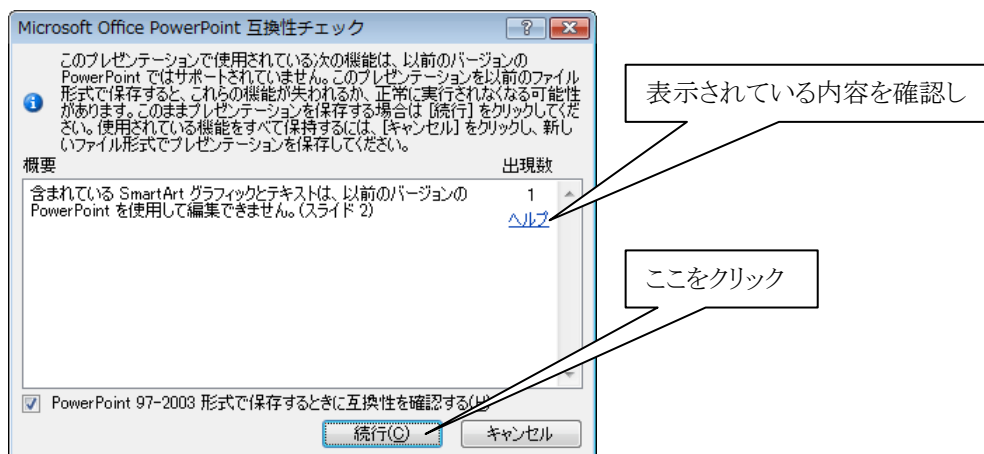 Microsoft Office PowerPoint 互換性チェック
このプレゼンテーションで使用されている次の機能は、以前のバージョンの
PowerPoint ではサポートされていません。このプレゼンテーションを以前のファイル
形式で保存すると、これらの機能が失われるか、正常に実行されなくなる可能性
があります。このままプレゼンテーションを保存する場合は [続行] をクリックしてくだ
さい。使用されている機能をすべて保持するには、[キャンセル] をクリックし、新し
いファイル形式でプレゼンテーションを保存してください。
表示されている内容を確認し
概要 出現数
含まれている SmartArt グラフィックとテキストは、以前のバージョンの 1
PowerPoint を使用して編集できません。(スライド 2)
ヘルプ
ここをクリック
PowerPoint 97-2003 形式で保存するときに互換性を確認する
続行(C) キャンセル